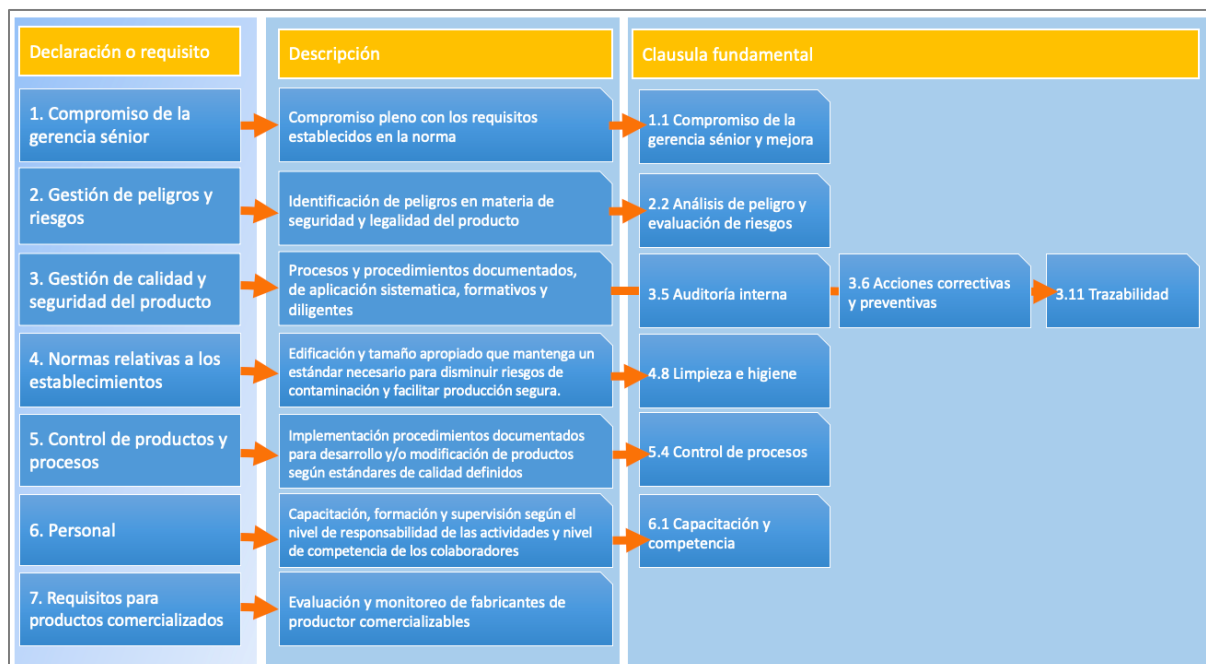 Declaración o requisito
Descripción
Clausula fundamental
1. Compromiso de la
gerencia sénior
Compromiso pleno con los requisitos
establecidos en la norma
1.1 Compromiso de la
gerencia sénior y mejora
2. Gestión de peligros y
riesgos
Identificación de peligros en materia de
seguridad y legalidad del producto
2.2 Análisis de peligro y
evaluación de riesgos
3. Gestión de calidad y
seguridad del producto
Procesos y procedimientos documentados,
de aplicación sistematica, formativos y
diligentes
3.5 Auditoría interna
3.6 Acciones correctivas
y preventivas
3.11 Trazabilidad
4. Normas relativas a los
establecimientos
Edificación y tamaño apropiado que mantenga un
estándar necesario para disminuir riesgos de
contaminación y facilitar producción segura.
4.8 Limpieza e higiene
5. Control de productos y
procesos
Implementación procedimientos documentados
para desarrollo y/o modificación de productos
según estándares de calidad definidos
5.4 Control de procesos
6. Personal
Capacitación, formación y supervisión según el
nivel de responsabilidad de las actividades y nivel
de competencia de los colaboradores
6.1 Capacitación y
competencia
7. Requisitos para
productos comercializados
Evaluación y monitoreo de fabricantes de
productor comercializables